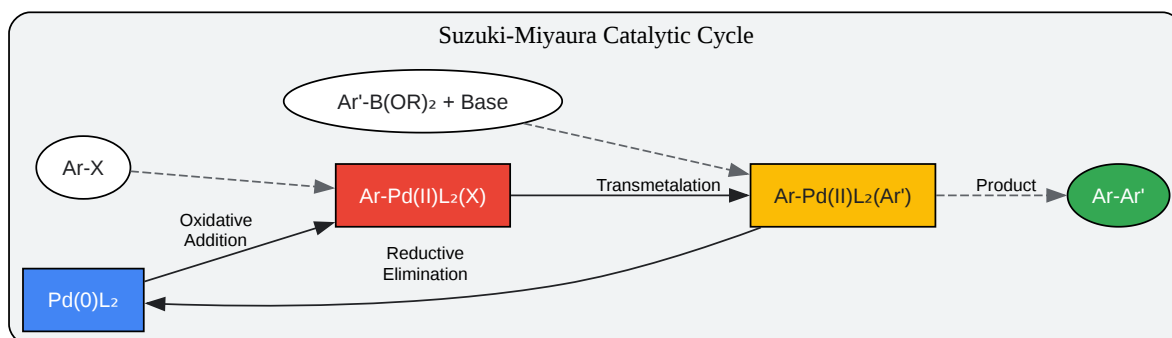 Suzuki-Miyaura Catalytic Cycle
Ar'-B(OR)₂ + Base
Ar-X
Ar-Pd(II)L₂(X)
Transmetalation
Ar-Pd(II)L₂(Ar')
Product
Ar-Ar'
Oxidative
Addition
Reductive
Elimination
Pd(0)L₂